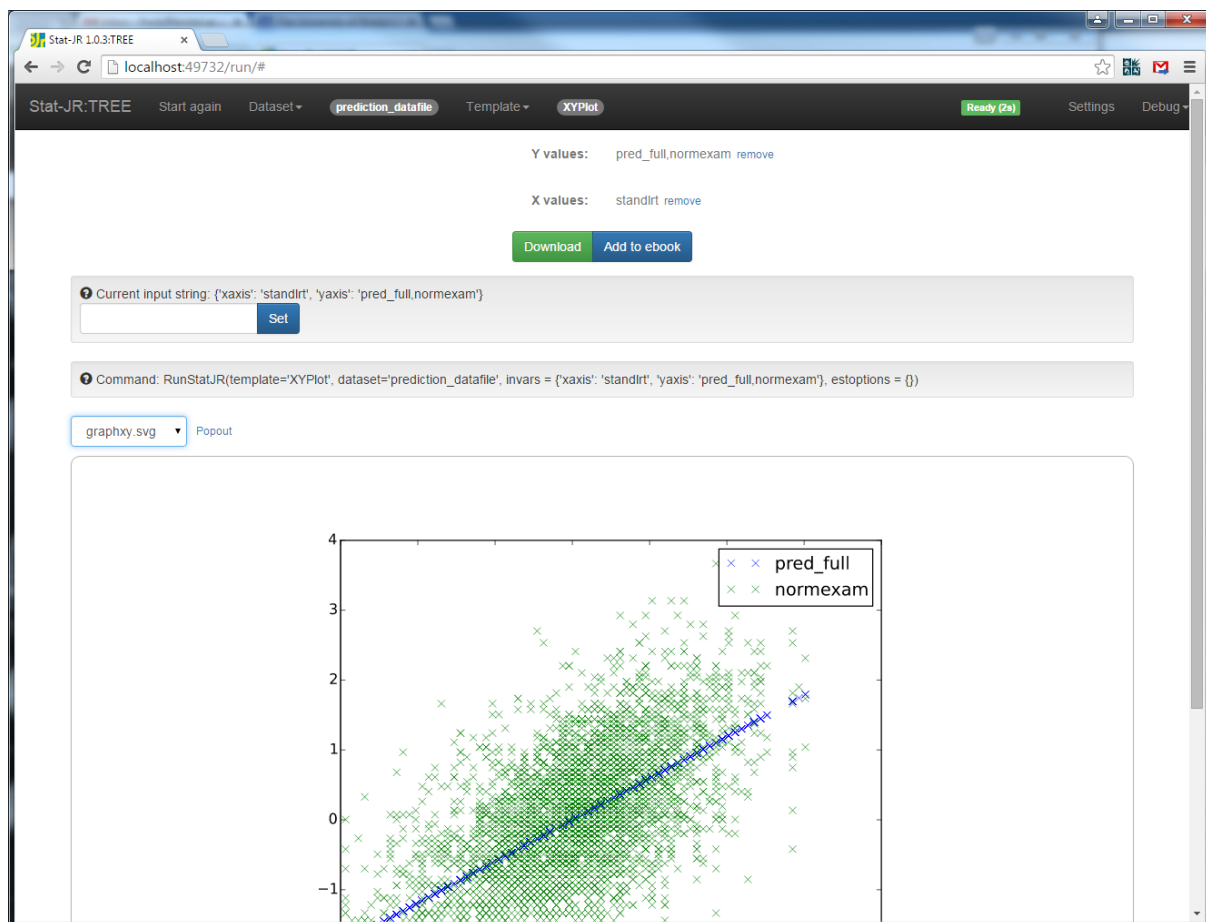 Stat-JR 1.0.3:TREE
localhost:49732/run/#
Stat-JR:TREE Start again Dataset prediction_datafile Template XYPlot Ready (2s) Settings Debug
Y values: pred_full,normexam remove
X values: standlrt remove
Download Add to ebook
Current input string: {'xaxis': 'standlrt', 'yaxis': 'pred_full,normexam'}
Set
Command: RunStatJR(template='XYPlot', dataset='prediction_datafile', invars = {'xaxis': 'standlrt', 'yaxis': 'pred_full,normexam'}, estoptions = {})
graphxy.svg Popout
4
pred_full
normexam
3
2
1
0
−1